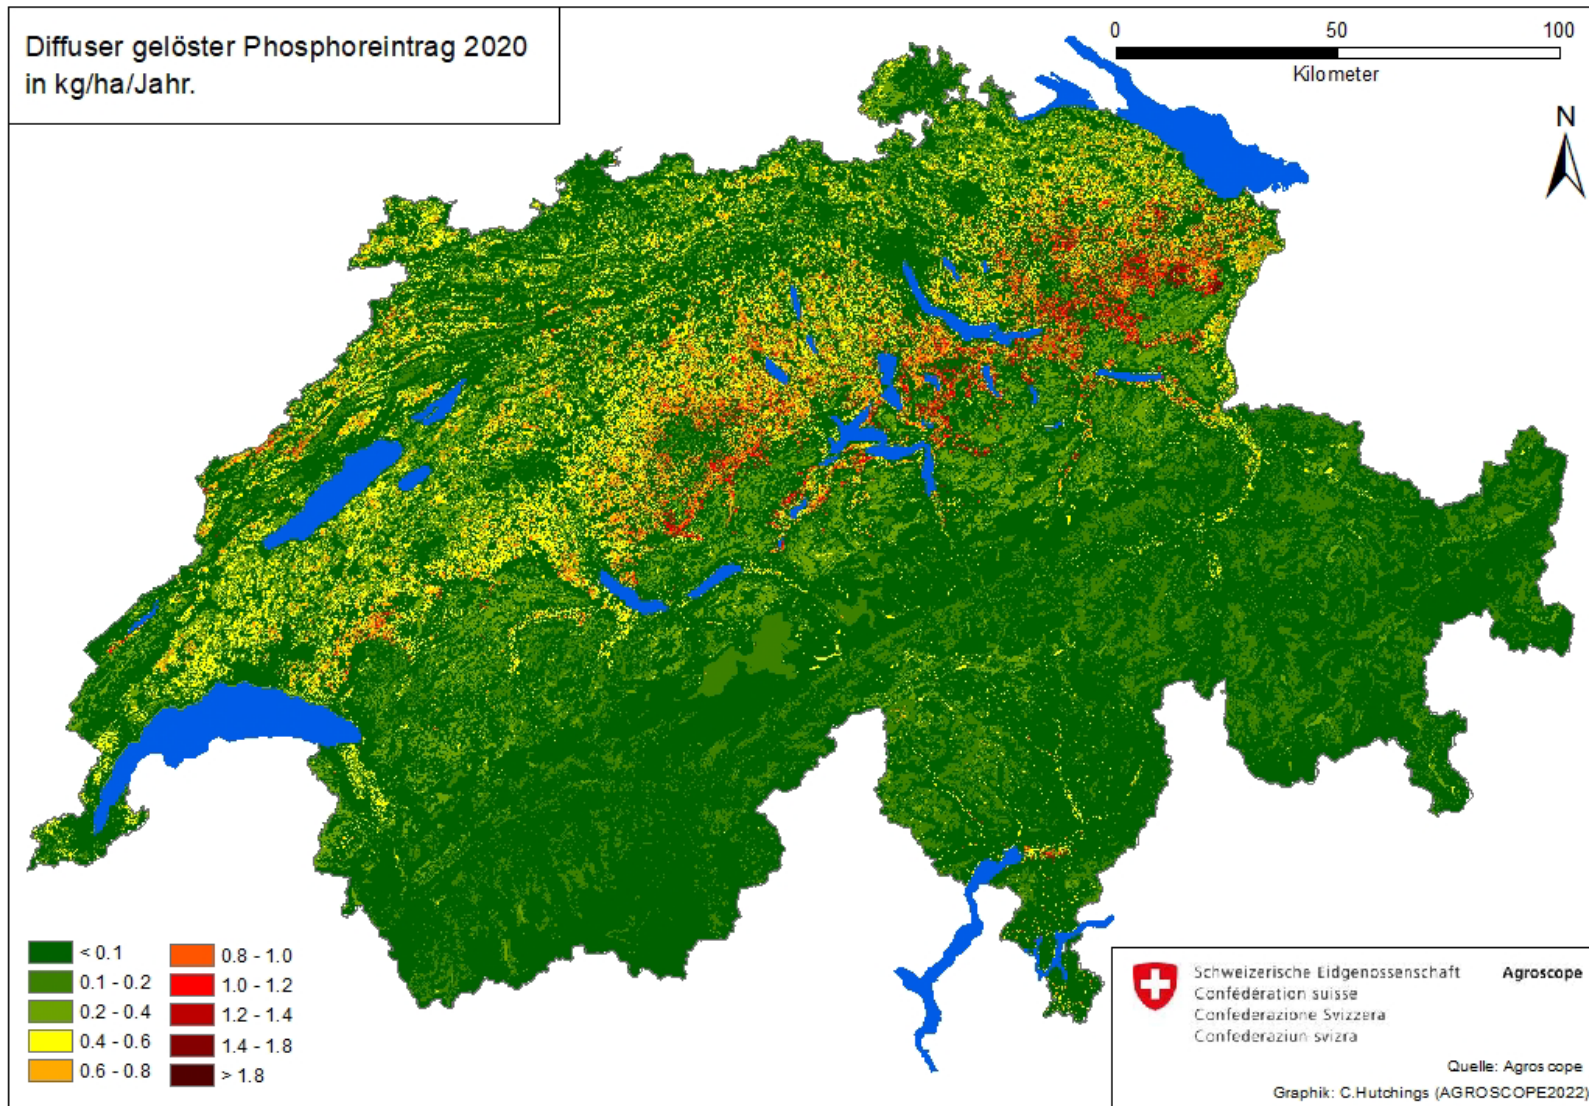 Diffuser gelöster Phosphoreintrag 2020
in kg/ha/Jahr.
0 50 100
Kilometer
N
< 0.1
0.1 - 0.2
0.2 - 0.4
0.4 - 0.6
0.6 - 0.8
0.8 - 1.0
1.0 - 1.2
1.2 - 1.4
1.4 - 1.8
> 1.8
Schweizerische Eidgenossenschaft
Confédération suisse
Confederazione Svizzera
Confederaziun svizra
Agroscope
Quelle: Agroscope
Graphik: C.Hutchings (AGROSCOPE2022)